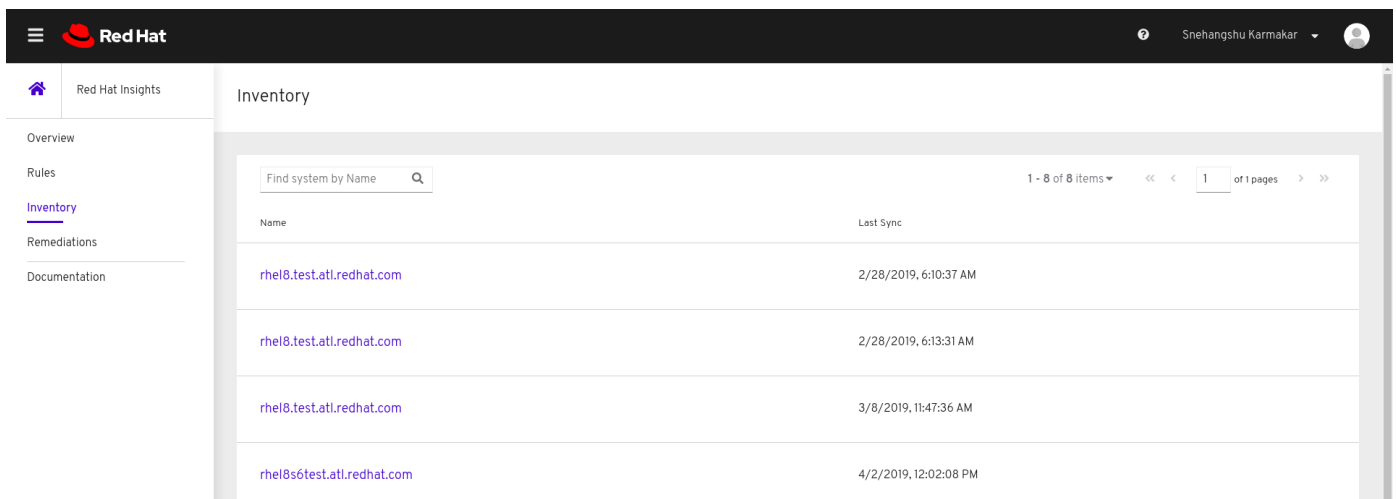 Red Hat
Snehangshu Karmakar
Red Hat Insights
Inventory
Overview
Rules
Inventory
Remediations
Documentation
Find system by Name
1 - 8 of 8 items
1 of 1 pages
Name Last Sync
rhel8.test.atl.redhat.com 2/28/2019, 6:10:37 AM
rhel8.test.atl.redhat.com 2/28/2019, 6:13:31 AM
rhel8.test.atl.redhat.com 3/8/2019, 11:47:36 AM
rhel8s6test.atl.redhat.com 4/2/2019, 12:02:08 PM